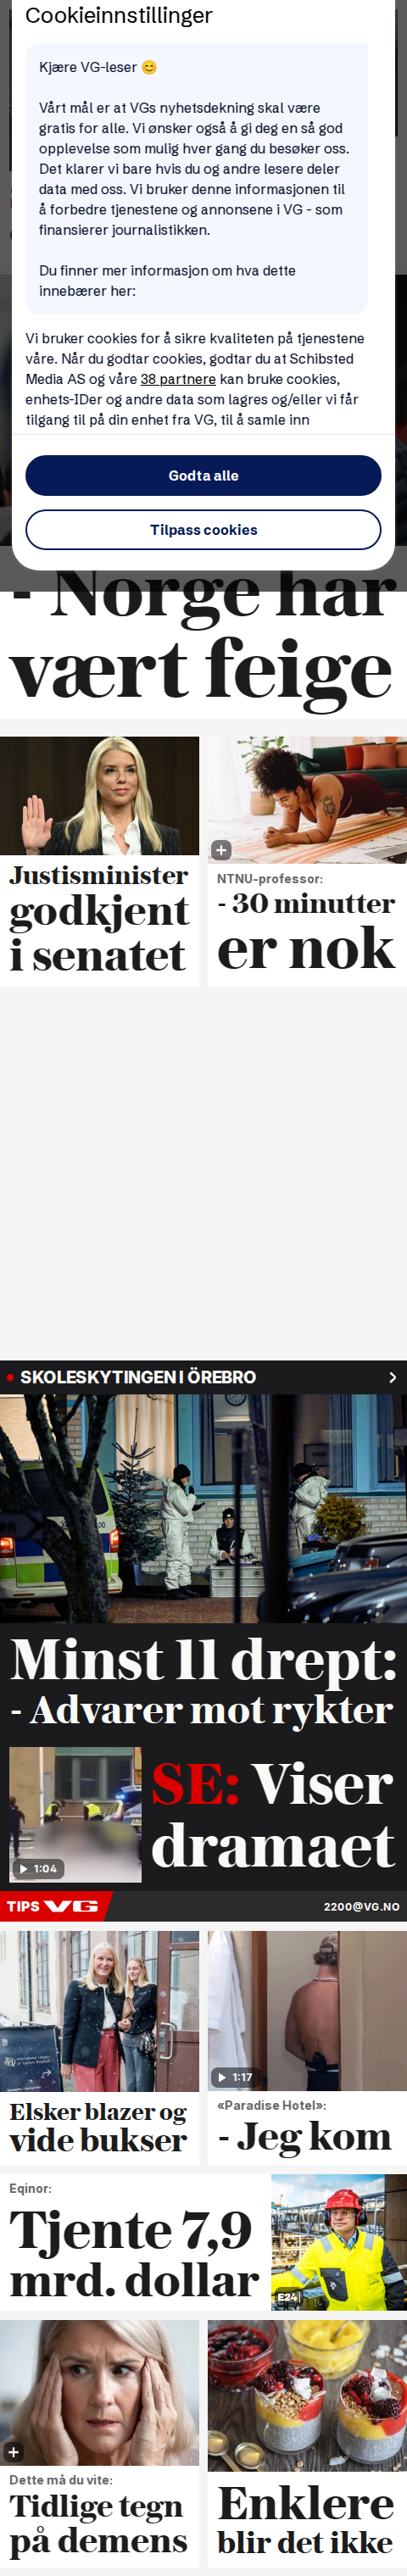 Cookieinnstillinger
Kjære VG-leser 😊
Vårt mål er at VGs nyhetsdekning skal være
gratis for alle. Vi ønsker også å gi deg en så god
opplevelse som mulig hver gang du besøker oss.
Det klarer vi bare hvis du og andre lesere deler
data med oss. Vi bruker denne informasjonen til
å forbedre tjenestene og annonsene i VG - som
finansierer journalistikken.
Du finner mer informasjon om hva dette
innebærer her:
Vi bruker cookies for å sikre kvaliteten på tjenestene
våre. Når du godtar cookies, godtar du at Schibsted
Media AS og våre 38 partnere kan bruke cookies,
enhets-IDer og andre data som lagres og/eller vi får
tilgang til på din enhet fra VG, til å samle inn
Godta alle
Tilpass cookies
- Norge har
vært feige
Justisminister
godkjent
i senatet
NTNU-professor:
- 30 minutter
er nok
SKOLESKYTINGEN I ÖREBRO
Minst 11 drept:
- Advarer mot rykter
1:04
SE: Viser
dramaet
TIPS VG
2200@VG.NO
Elsker blazer og
vide bukser
1:17
«Paradise Hotel»:
- Jeg kom
Eqinor:
Tjente 7,9
mrd. dollar
E24
Dette må du vite:
Tidlige tegn
på demens
Enklere
blir det ikke